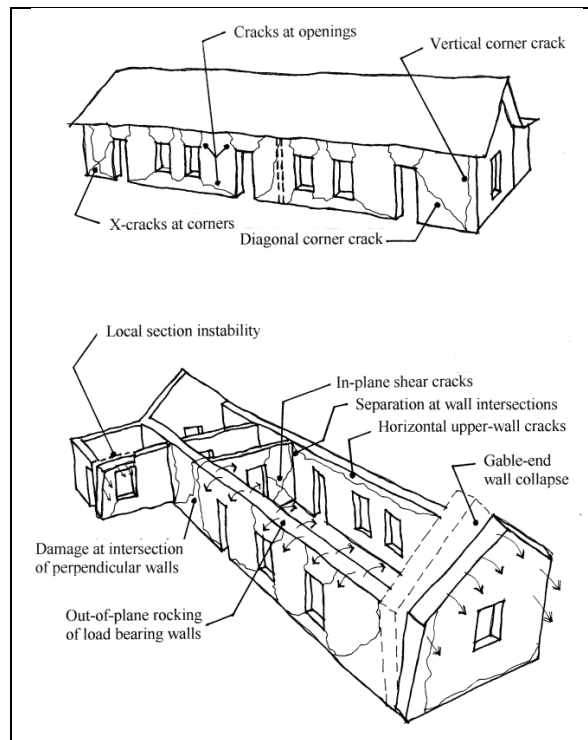 Cracks at openings
Vertical corner crack
X-cracks at corners
Diagonal corner crack
Local section instability
In-plane shear cracks
Separation at wall intersections
Horizontal upper-wall cracks
Gable-end
wall collapse
Damage at intersection
of perpendicular walls
Out-of-plane rocking
of load bearing walls